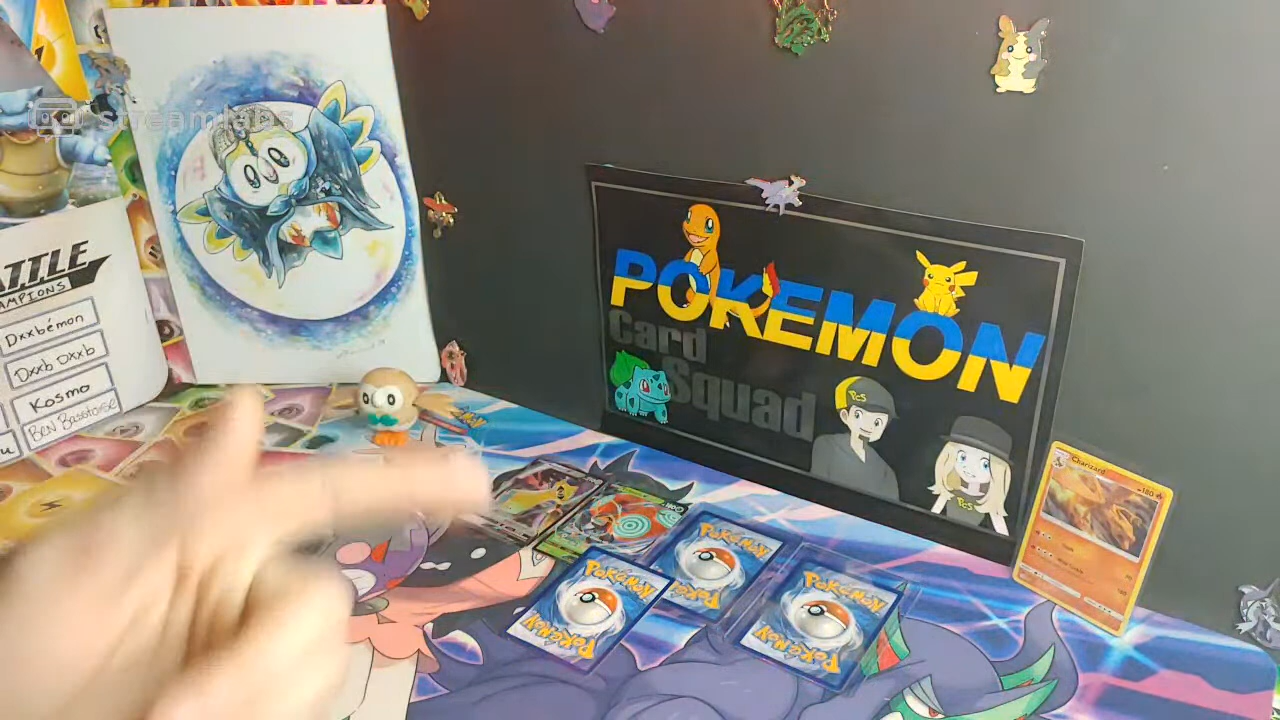 streamlabs
ATTLE
AMPIONS
Dxxbémon
Dxxb Dxxb
Kosmo
Ben Basstoise
POKEMON
Card
Squad
PcS
PcS
Charizard
180
POKéMON
POKéMON
POKéMON
POKéMON
POKéMON
POKéMON